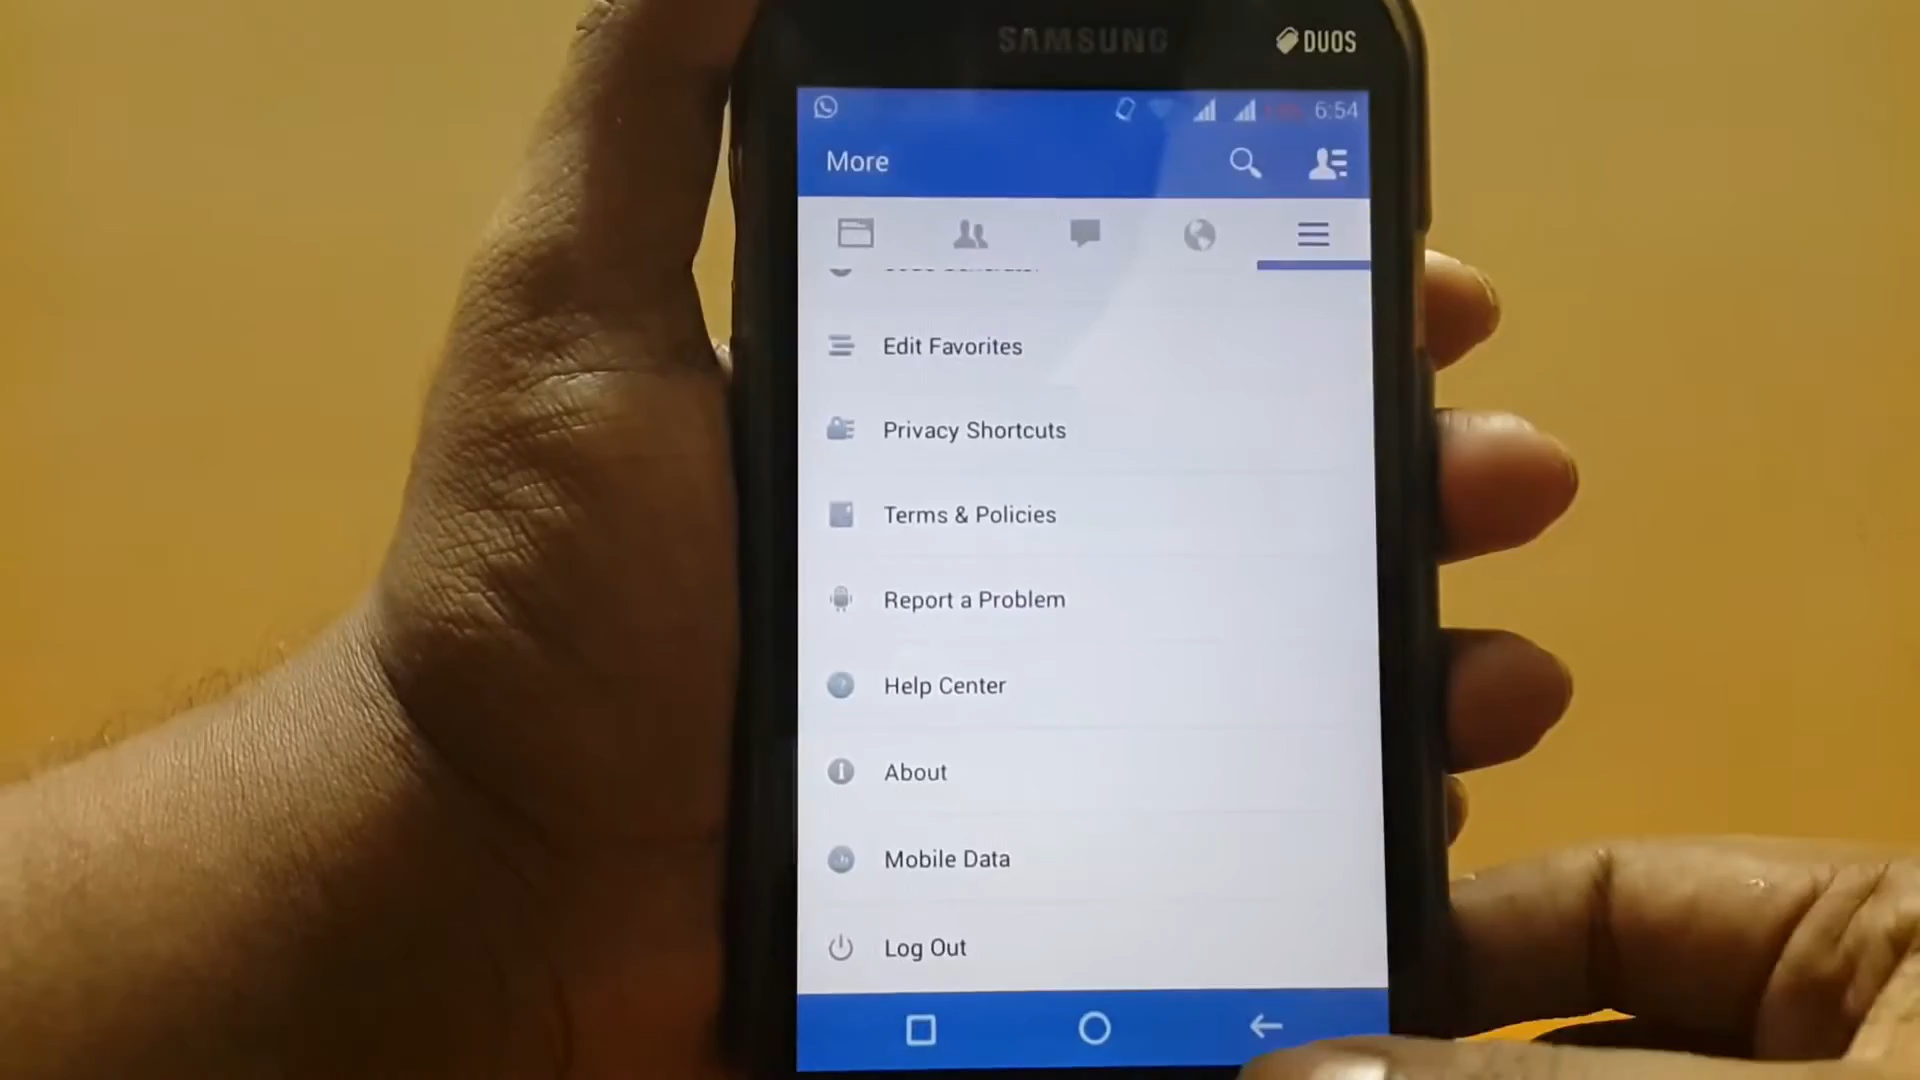 SAMSUNG
DUOS
6:54
More
Edit Favorites
Privacy Shortcuts
Terms & Policies
Report a Problem
Help Center
About
Mobile Data
Log Out